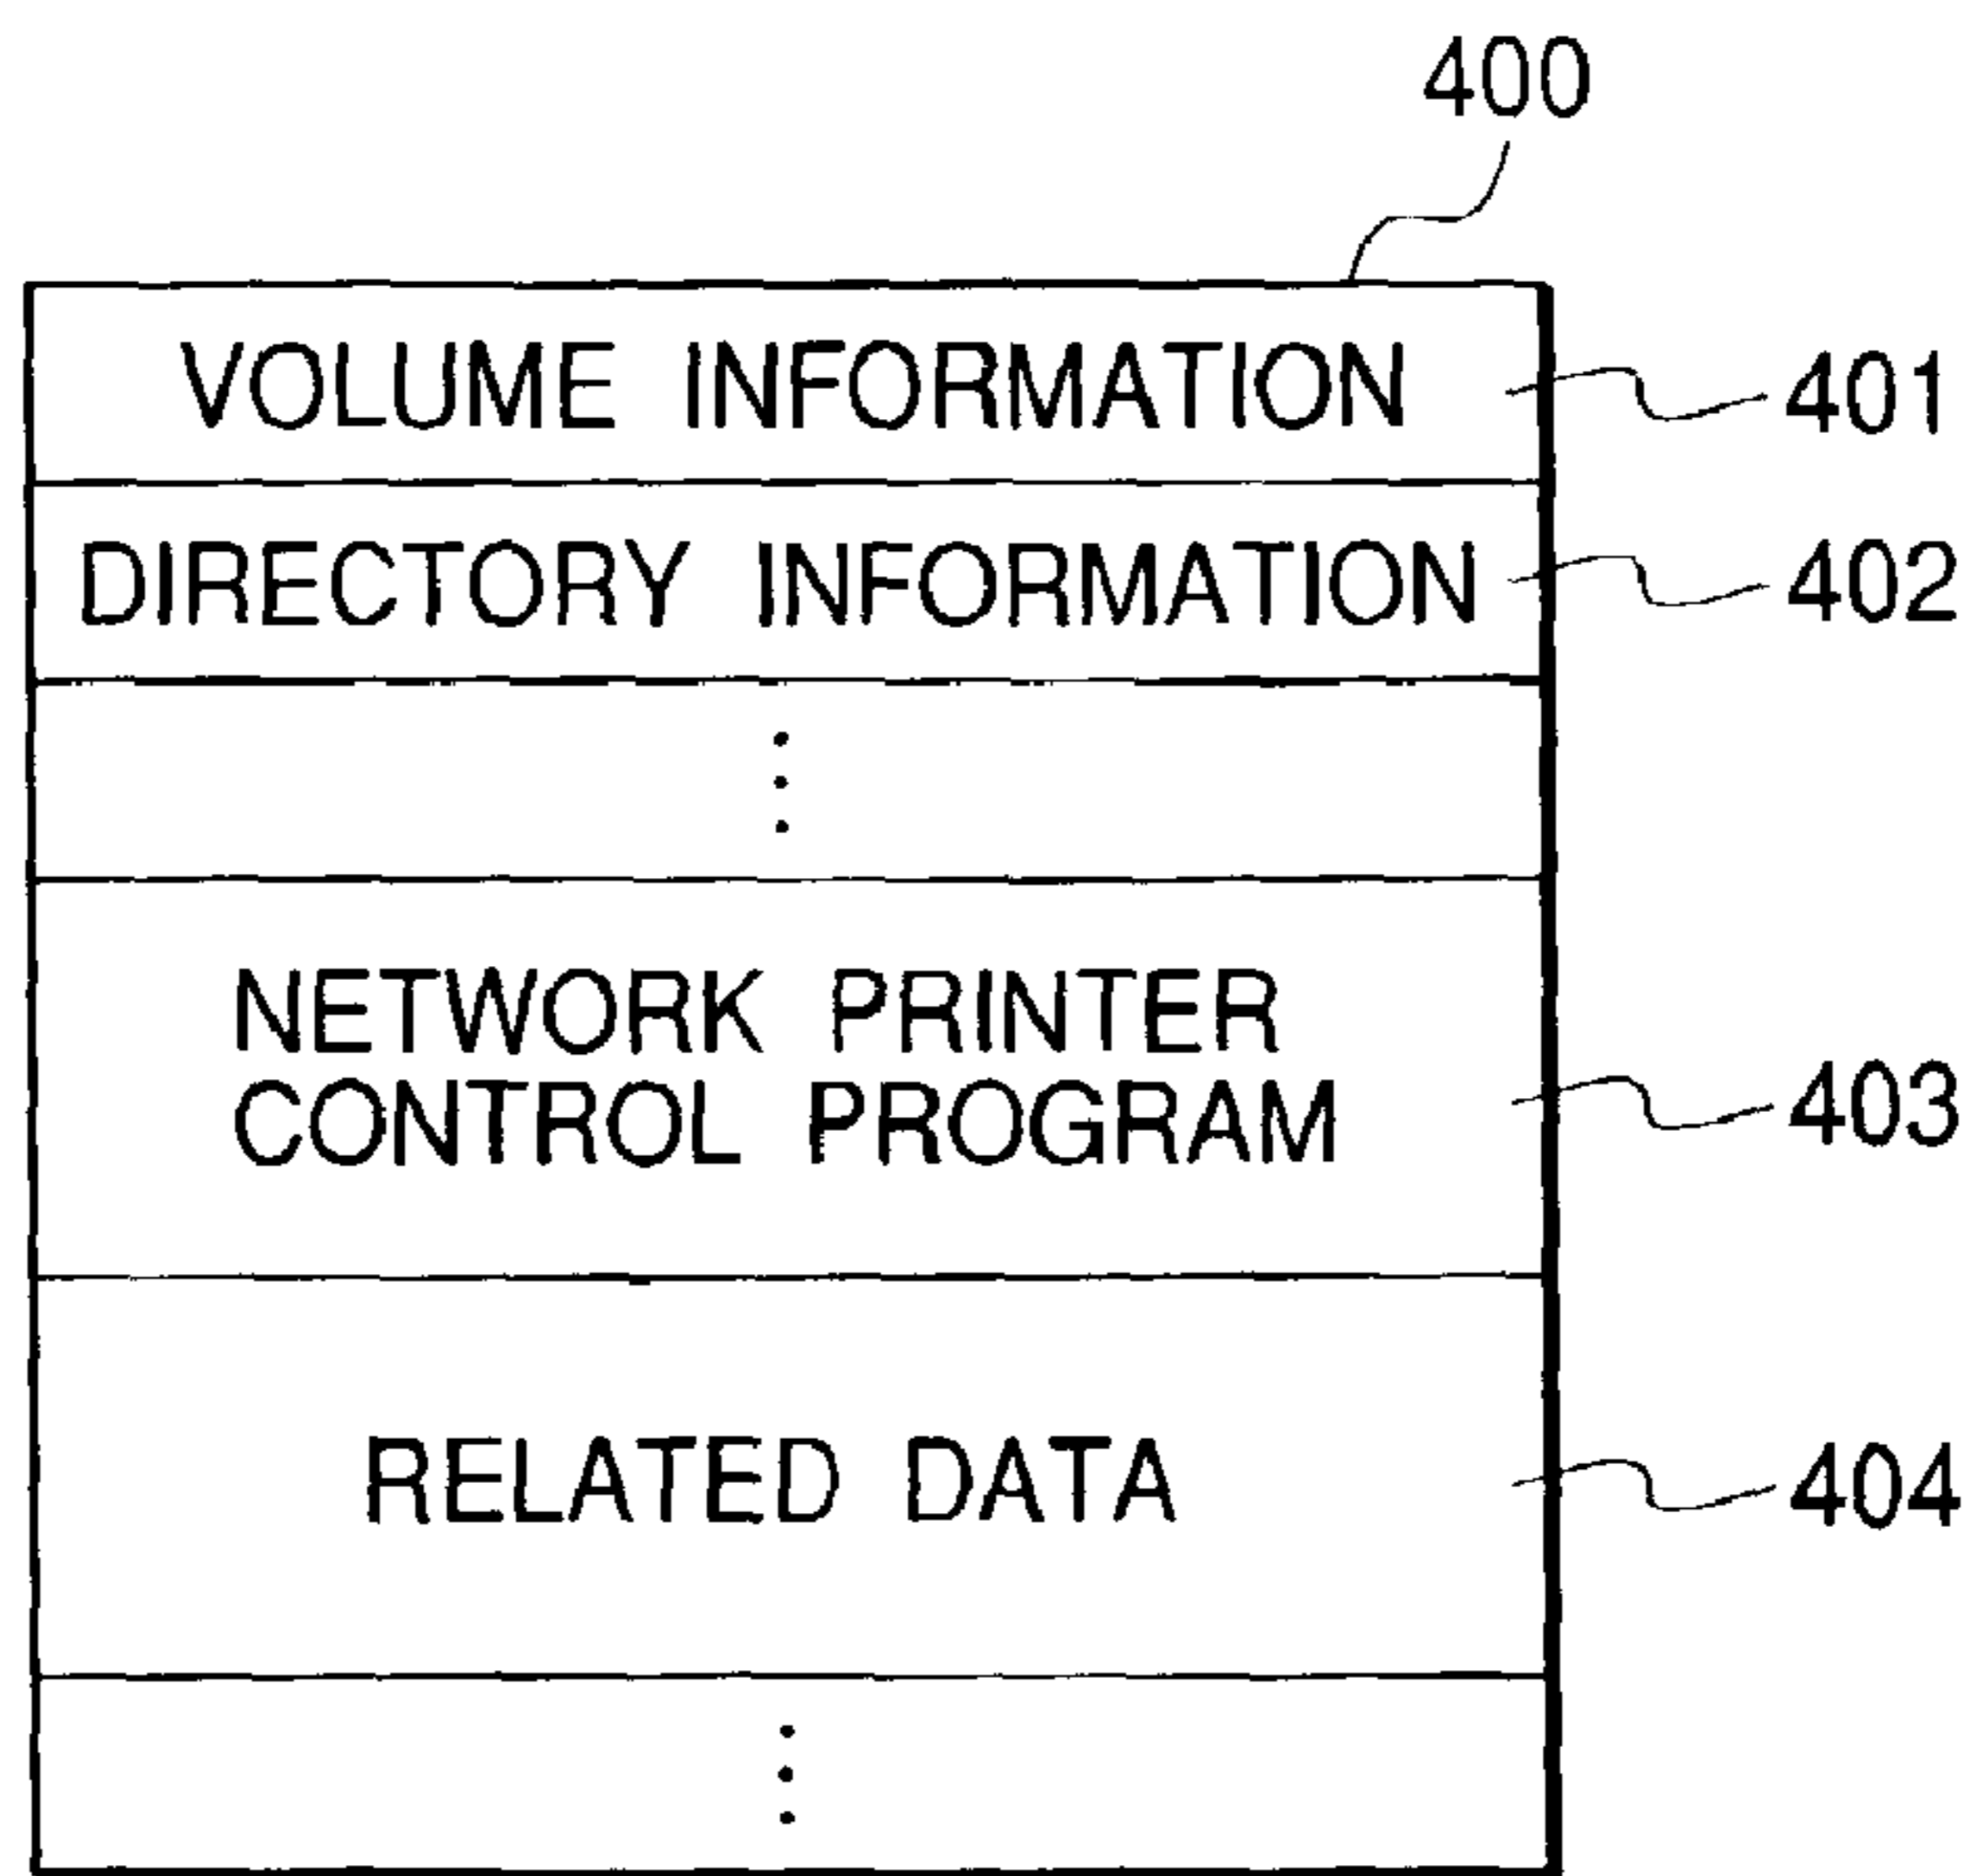 400
VOLUME INFORMATION
401
DIRECTORY INFORMATION
402
NETWORK PRINTER
CONTROL PROGRAM
403
RELATED DATA
404